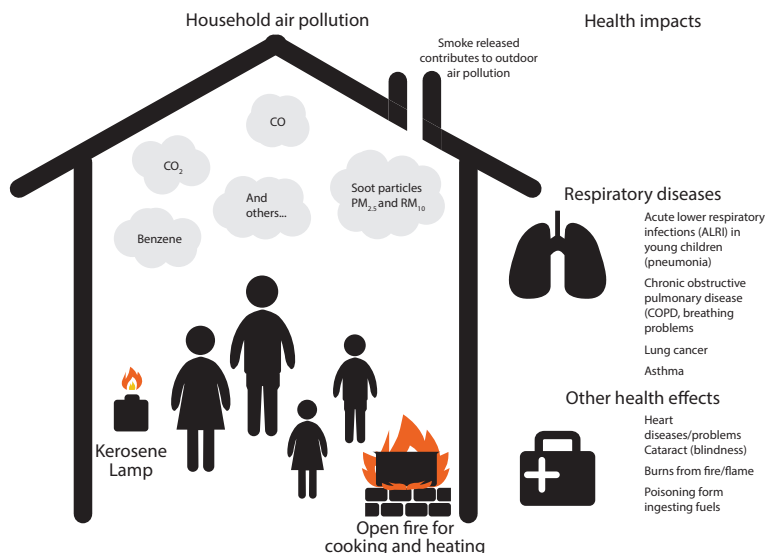 Household air pollution
Health impacts
Smoke released
contributes to outdoor
air pollution
CO
CO2
And
others...
Soot particles
PM2.5 and RM10
Benzene
Kerosene
Lamp
Open fire for
cooking and heating
Respiratory diseases
Acute lower respiratory
infections (ALRI) in
young children
(pneumonia)
Chronic obstructive
pulmonary disease
(COPD, breathing
problems
Lung cancer
Asthma
Other health effects
Heart
diseases/problems
Cataract (blindness)
Burns from fire/flame
Poisoning form
ingesting fuels